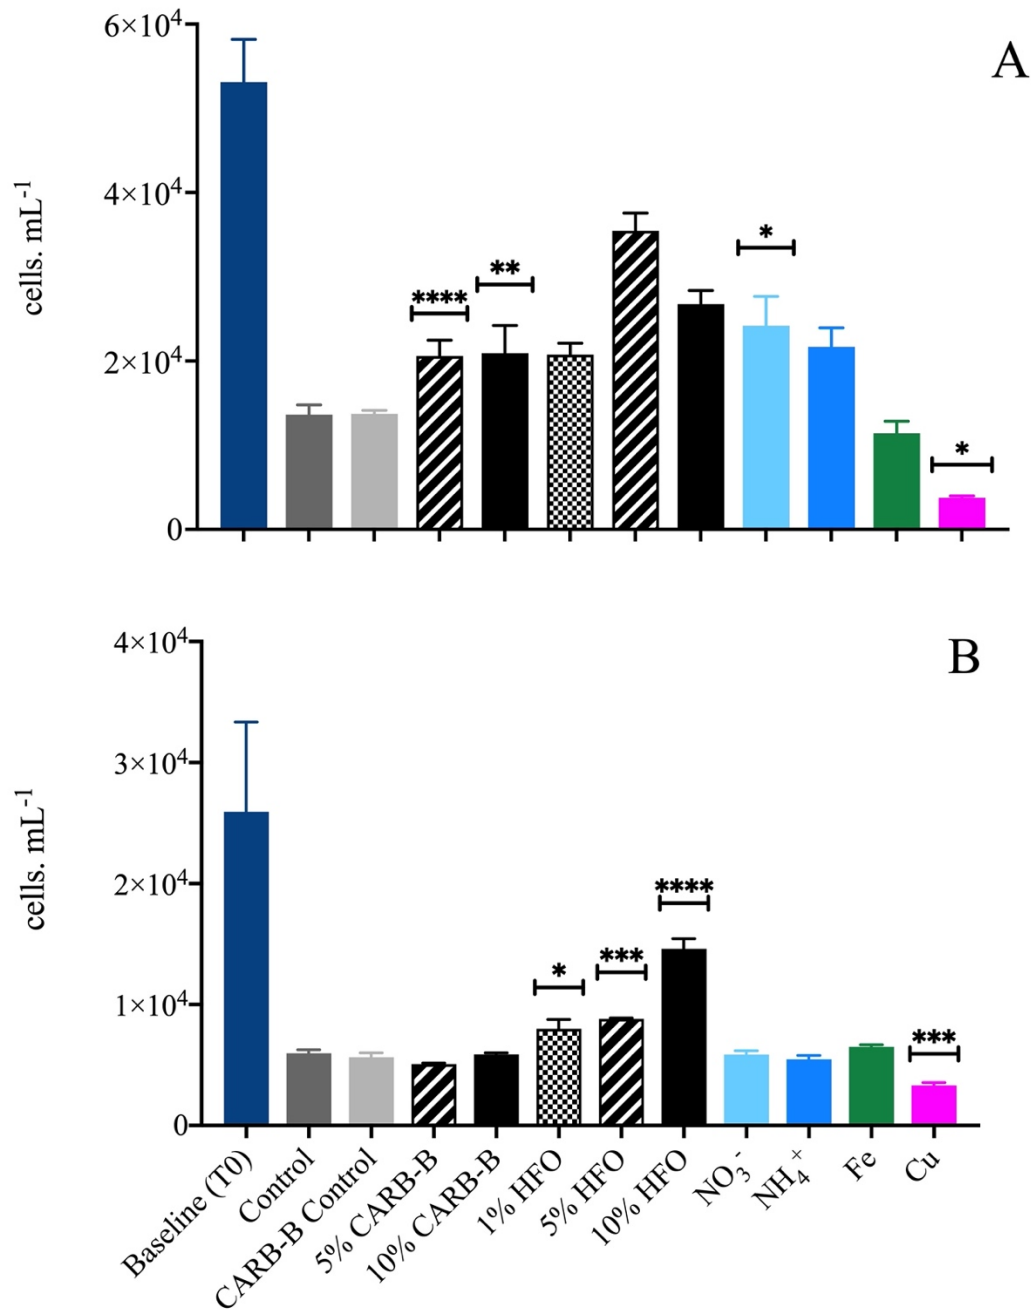 A
6×10⁴
4×10⁴
2×10⁴
0
cells. mL⁻¹
****
**
*
*
B
4×10⁴
3×10⁴
2×10⁴
1×10⁴
0
cells. mL⁻¹
*
***
****
***
Baseline (T0)
Control
CARB-B Control
5% CARB-B
10% CARB-B
1% HFO
5% HFO
10% HFO
NO₃⁻
NH₄⁺
Fe
Cu